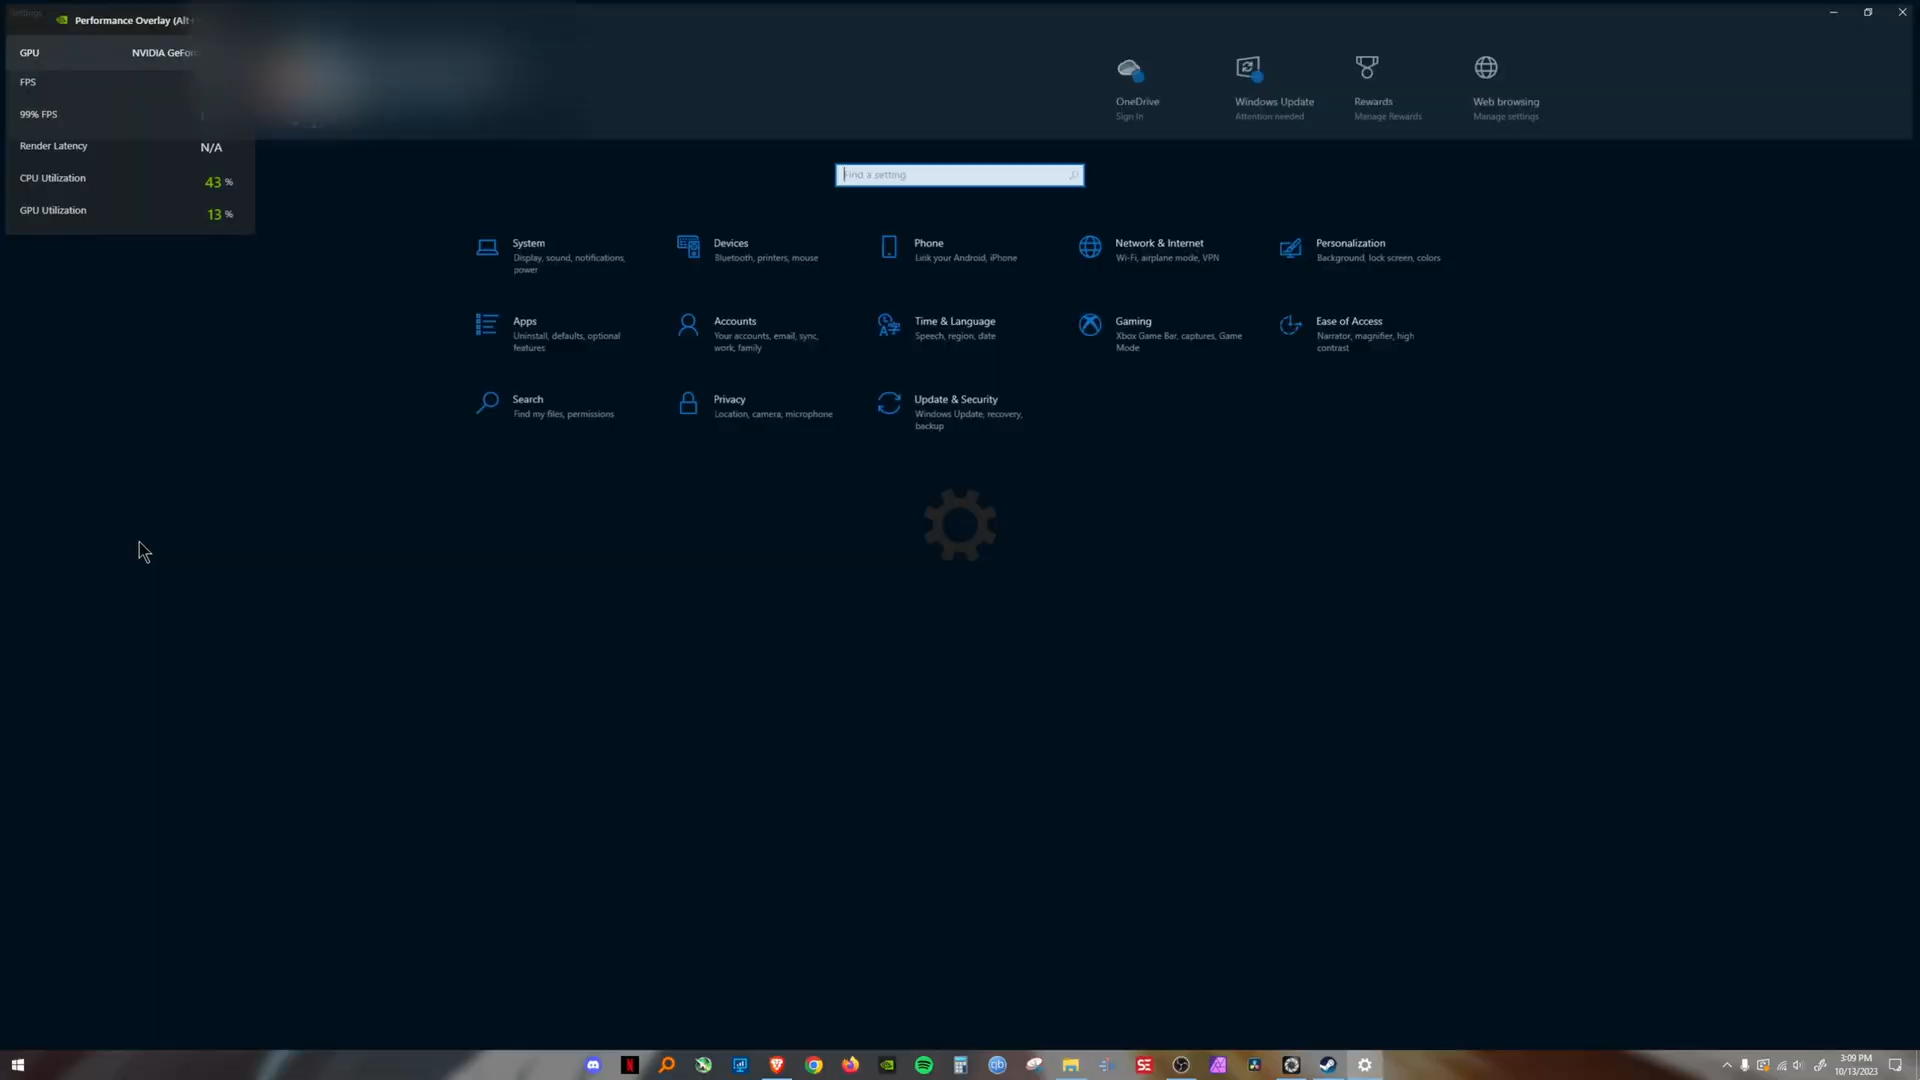 Settings
Performance Overlay (Alt+
GPU NVIDIA GeFor
FPS
99% FPS
Render Latency N/A
CPU Utilization 43 %
GPU Utilization 13 %
OneDrive
Sign In
Windows Update
Attention needed
Rewards
Manage Rewards
Web browsing
Manage settings
Find a setting
System
Display, sound, notifications,
power
Devices
Bluetooth, printers, mouse
Phone
Link your Android, iPhone
Network & Internet
Wi-Fi, airplane mode, VPN
Personalization
Background, lock screen, colors
Apps
Uninstall, defaults, optional
features
Accounts
Your accounts, email, sync,
work, family
Time & Language
Speech, region, date
Gaming
Xbox Game Bar, captures, Game
Mode
Ease of Access
Narrator, magnifier, high
contrast
Search
Find my files, permissions
Privacy
Location, camera, microphone
Update & Security
Windows Update, recovery,
backup
3:09 PM
10/13/2023